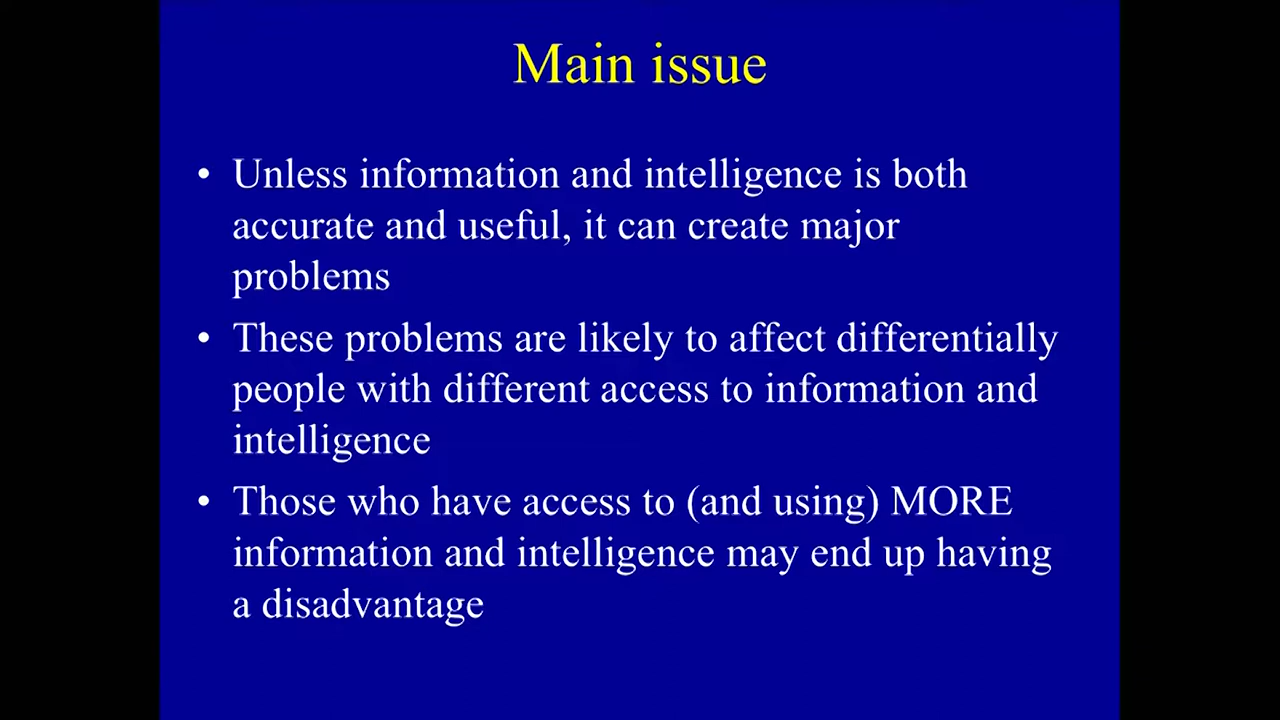 Main issue
• Unless information and intelligence is both
accurate and useful, it can create major
problems
• These problems are likely to affect differentially
people with different access to information and
intelligence
• Those who have access to (and using) MORE
information and intelligence may end up having
a disadvantage